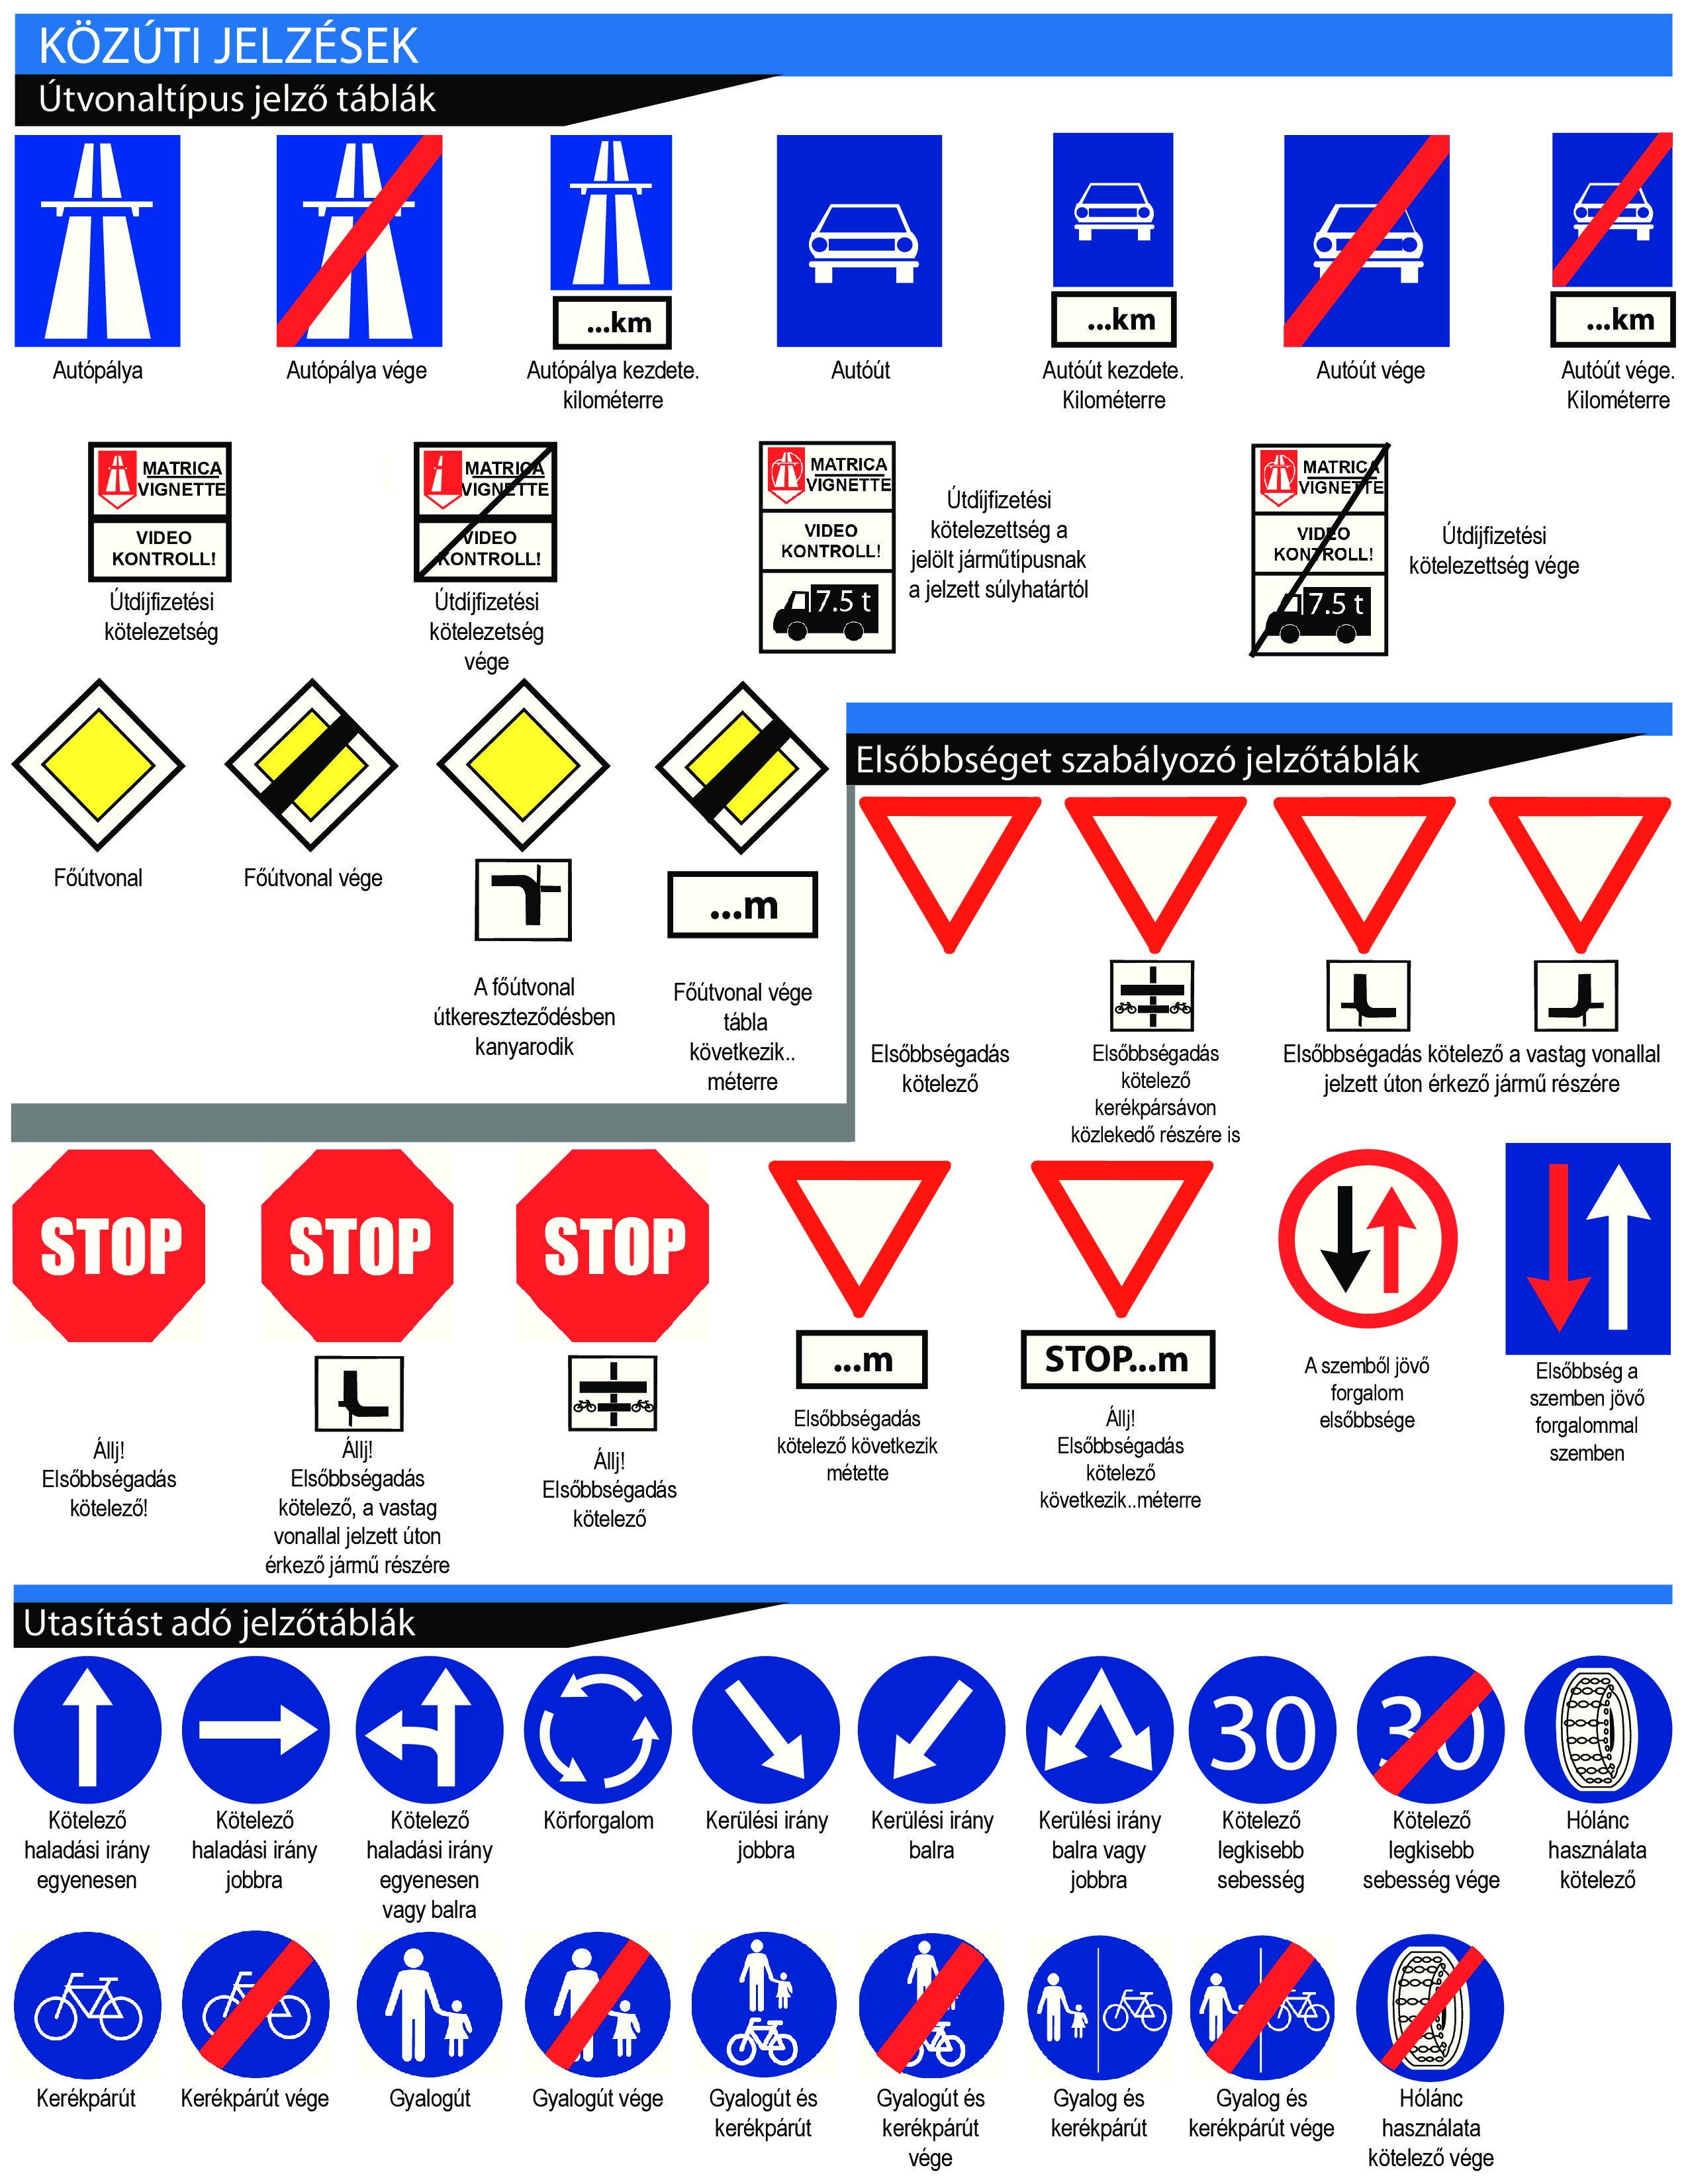 KÖZÚTI JELZÉSEK
Útvonaltípus jelző táblák
...km
...km
...km
Autópálya
Autópálya vége
Autópálya kezdete.
kilométerre
Autóút
Autóút kezdete.
Kilométerre
Autóút vége
Autóút vége.
Kilométerre
MATRICA
VIGNETTE
VIDEO
KONTROLL!
Útdíjfizetési
kötelezetség
MATRICA
VIGNETTE
VIDEO
KONTROLL!
Útdíjfizetési
kötelezetség
vége
MATRICA
VIGNETTE
VIDEO
KONTROLL!
7.5 t
Útdíjfizetési
kötelezettség a
jelölt járműtípusnak
a jelzett súlyhatártól
MATRICA
VIGNETTE
VIDEO
KONTROLL!
7.5 t
Útdíjfizetési
kötelezettség vége
Főútvonal
Főútvonal vége
A főútvonal
útkereszteződésben
kanyarodik
...m
Főútvonal vége
tábla
következik..
méterre
Elsőbbséget szabályozó jelzőtáblák
Elsőbbségadás
kötelező
Elsőbbségadás
kötelező
kerékpársávon
közlekedő részére is
Elsőbbségadás kötelező a vastag vonallal
jelzett úton érkező jármű részére
STOP
Állj!
Elsőbbségadás
kötelező!
STOP
Állj!
Elsőbbségadás
kötelező, a vastag
vonallal jelzett úton
érkező jármű részére
STOP
Állj!
Elsőbbségadás
kötelező
...m
Elsőbbségadás
kötelező következik
métette
STOP...m
Állj!
Elsőbbségadás
kötelező
következik..méterre
A szemből jövő
forgalom
elsőbbsége
Elsőbbség a
szemben jövő
forgalommal
szemben
Utasítást adó jelzőtáblák
Kötelező
haladási irány
egyenesen
Kötelező
haladási irány
jobbra
Kötelező
haladási irány
egyenesen
vagy balra
Körforgalom
Kerülési irány
jobbra
Kerülési irány
balra
Kerülési irány
balra vagy
jobbra
30
Kötelező
legkisebb
sebesség
30
Kötelező
legkisebb
sebesség vége
Hólánc
használata
kötelező
Kerékpárút
Kerékpárút vége
Gyalogút
Gyalogút vége
Gyalogút és
kerékpárút
Gyalogút és
kerékpárút
vége
Gyalog és
kerékpárút
Gyalog és
kerékpárút vége
Hólánc
használata
kötelező vége